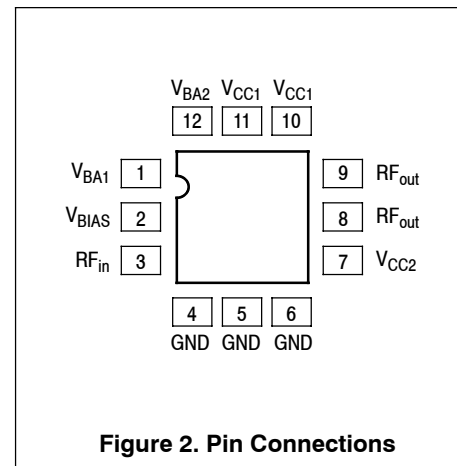 VBA2 VCC1 VCC1
12 11 10
VBA1 1 9 RFout
VBIAS 2 8 RFout
RFin 3 7 VCC2
4 5 6
GND GND GND
Figure 2. Pin Connections